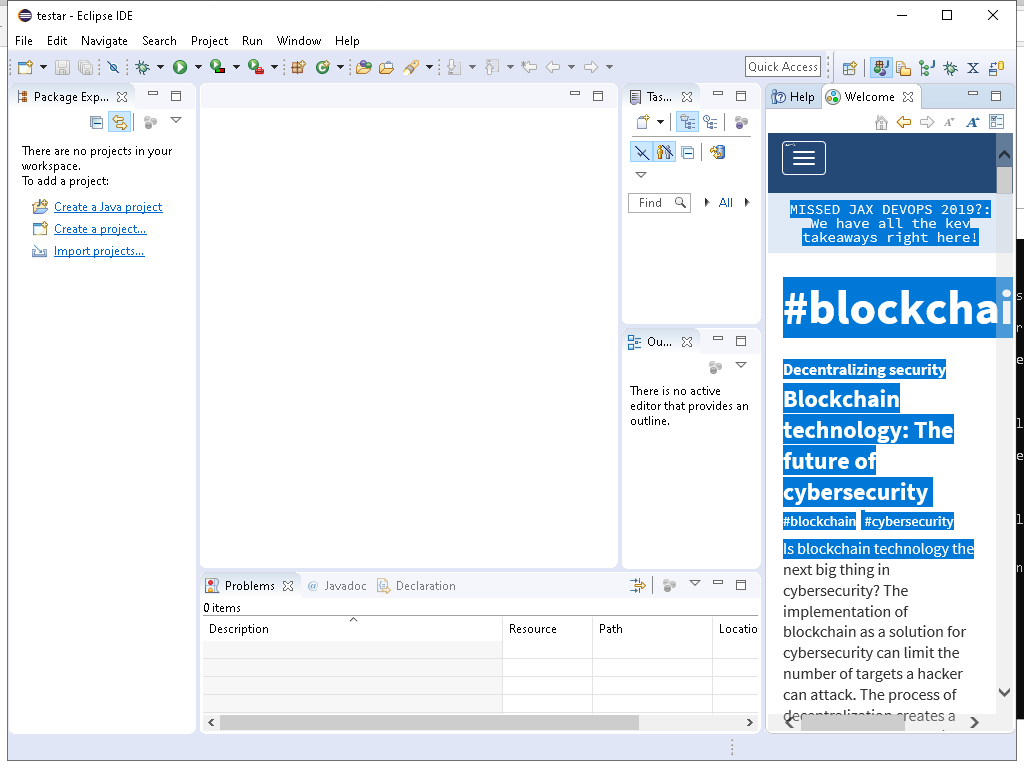 testar - Eclipse IDE
File Edit Navigate Search Project Run Window Help
Quick Access
Package Exp...
There are no projects in your
workspace.
To add a project:
Create a Java project
Create a project...
Import projects...
Tas...
Find
All
Ou...
There is no active
editor that provides an
outline.
Problems
@ Javadoc
Declaration
0 items
Description Resource Path Locatio
Help
Welcome
MISSED JAX DEVOPS 2019?:
We have all the key
takeaways right here!
#blockchai
Decentralizing security
Blockchain
technology: The
future of
cybersecurity
#blockchain #cybersecurity
Is blockchain technology the
next big thing in
cybersecurity? The
implementation of
blockchain as a solution for
cybersecurity can limit the
number of targets a hacker
can attack. The process of
decentralization creates a